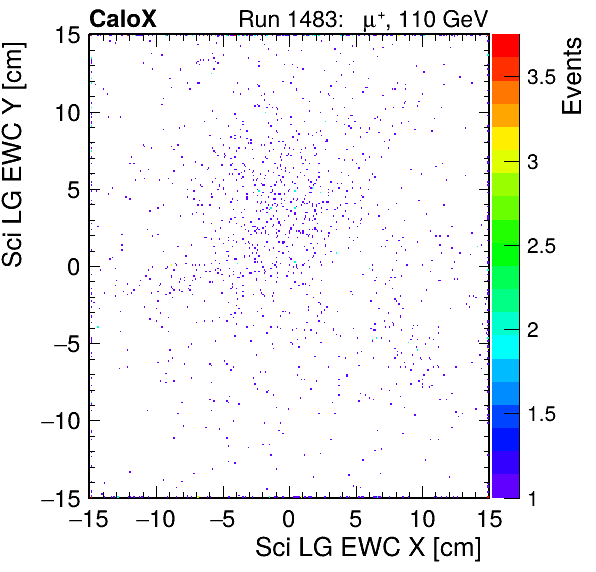 CaloX Run 1483: μ⁺, 110 GeV
Sci LG EWC Y [cm]
15
10
5
0
−5
−10
−15
−15 −10 −5 0 5 10 15
Sci LG EWC X [cm]
Events
3.5
3
2.5
2
1.5
1